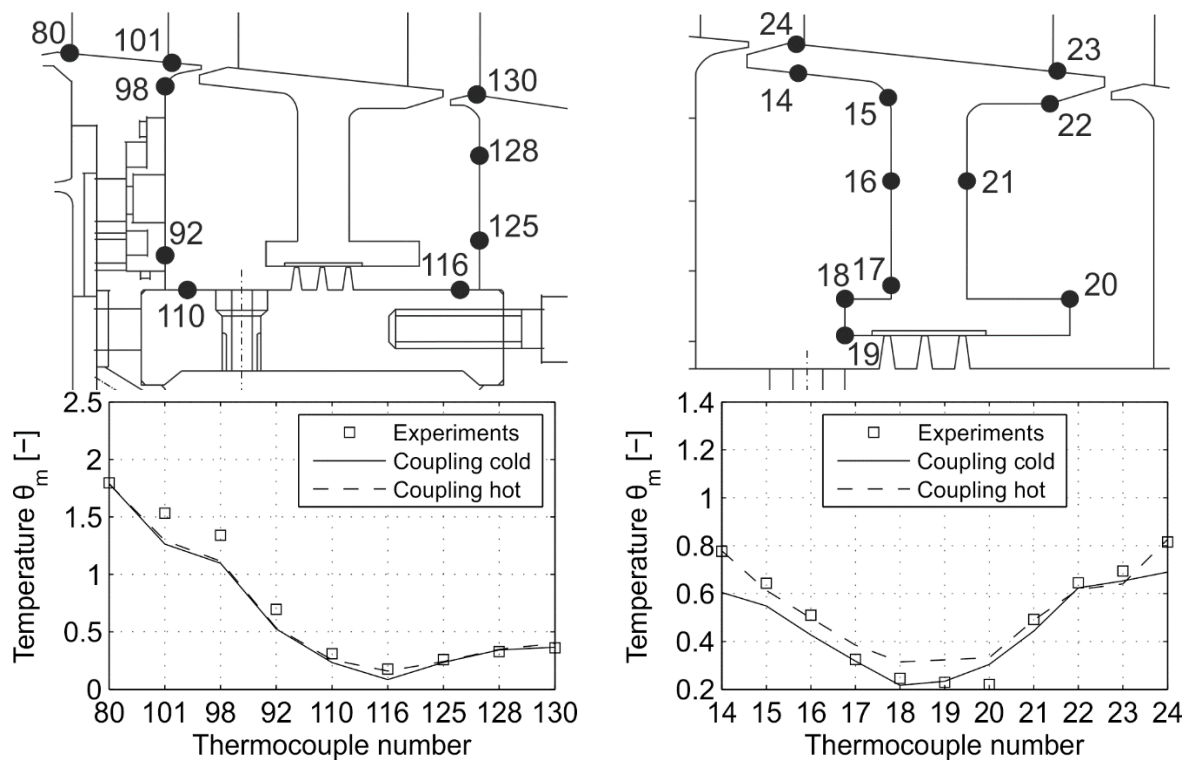 80
101
98
130
128
92
125
116
110
24
23
14
15
22
16
21
17
18
20
19
2.5
2
1.5
1
0.5
0
Temperature θm [–]
Experiments
Coupling cold
Coupling hot
80 101 98 92 110 116 125 128 130
Thermocouple number
1.4
1.2
1
0.8
0.6
0.4
0.2
Temperature θm [–]
Experiments
Coupling cold
Coupling hot
14 15 16 17 18 19 20 21 22 23 24
Thermocouple number